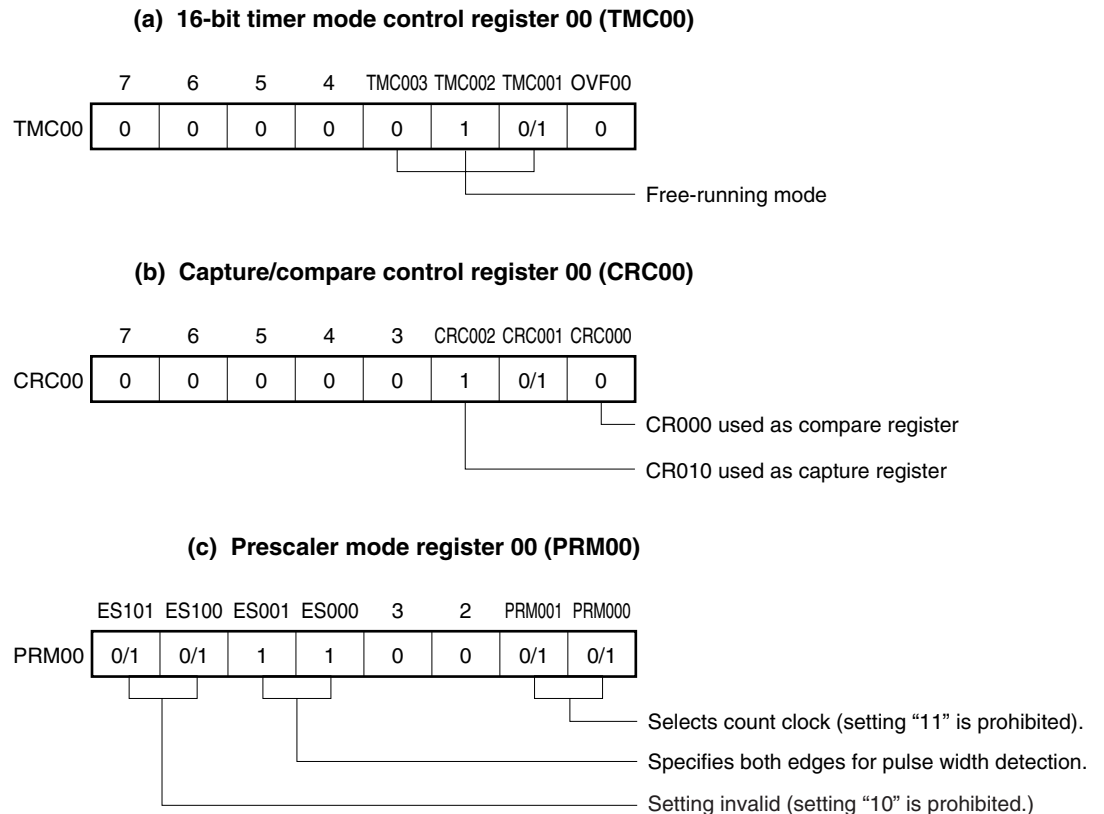 (a) 16-bit timer mode control register 00 (TMC00)
7 6 5 4 TMC003 TMC002 TMC001 OVF00
TMC00 0 0 0 0 0 1 0/1 0
Free-running mode
(b) Capture/compare control register 00 (CRC00)
7 6 5 4 3 CRC002 CRC001 CRC000
CRC00 0 0 0 0 0 1 0/1 0
CR000 used as compare register
CR010 used as capture register
(c) Prescaler mode register 00 (PRM00)
ES101 ES100 ES001 ES000 3 2 PRM001 PRM000
PRM00 0/1 0/1 1 1 0 0 0/1 0/1
Selects count clock (setting “11” is prohibited).
Specifies both edges for pulse width detection.
Setting invalid (setting “10” is prohibited.)